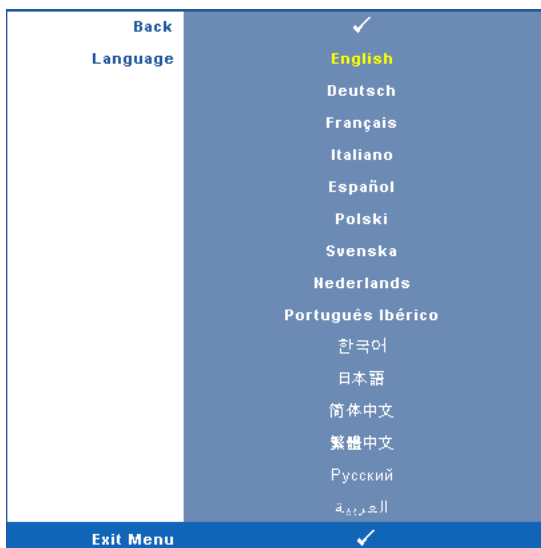 Back ✓
Language English
Deutsch
Français
Italiano
Español
Polski
Svenska
Nederlands
Português Ibérico
한국어
日本語
简体中文
繁體中文
Русский
العربية
Exit Menu ✓